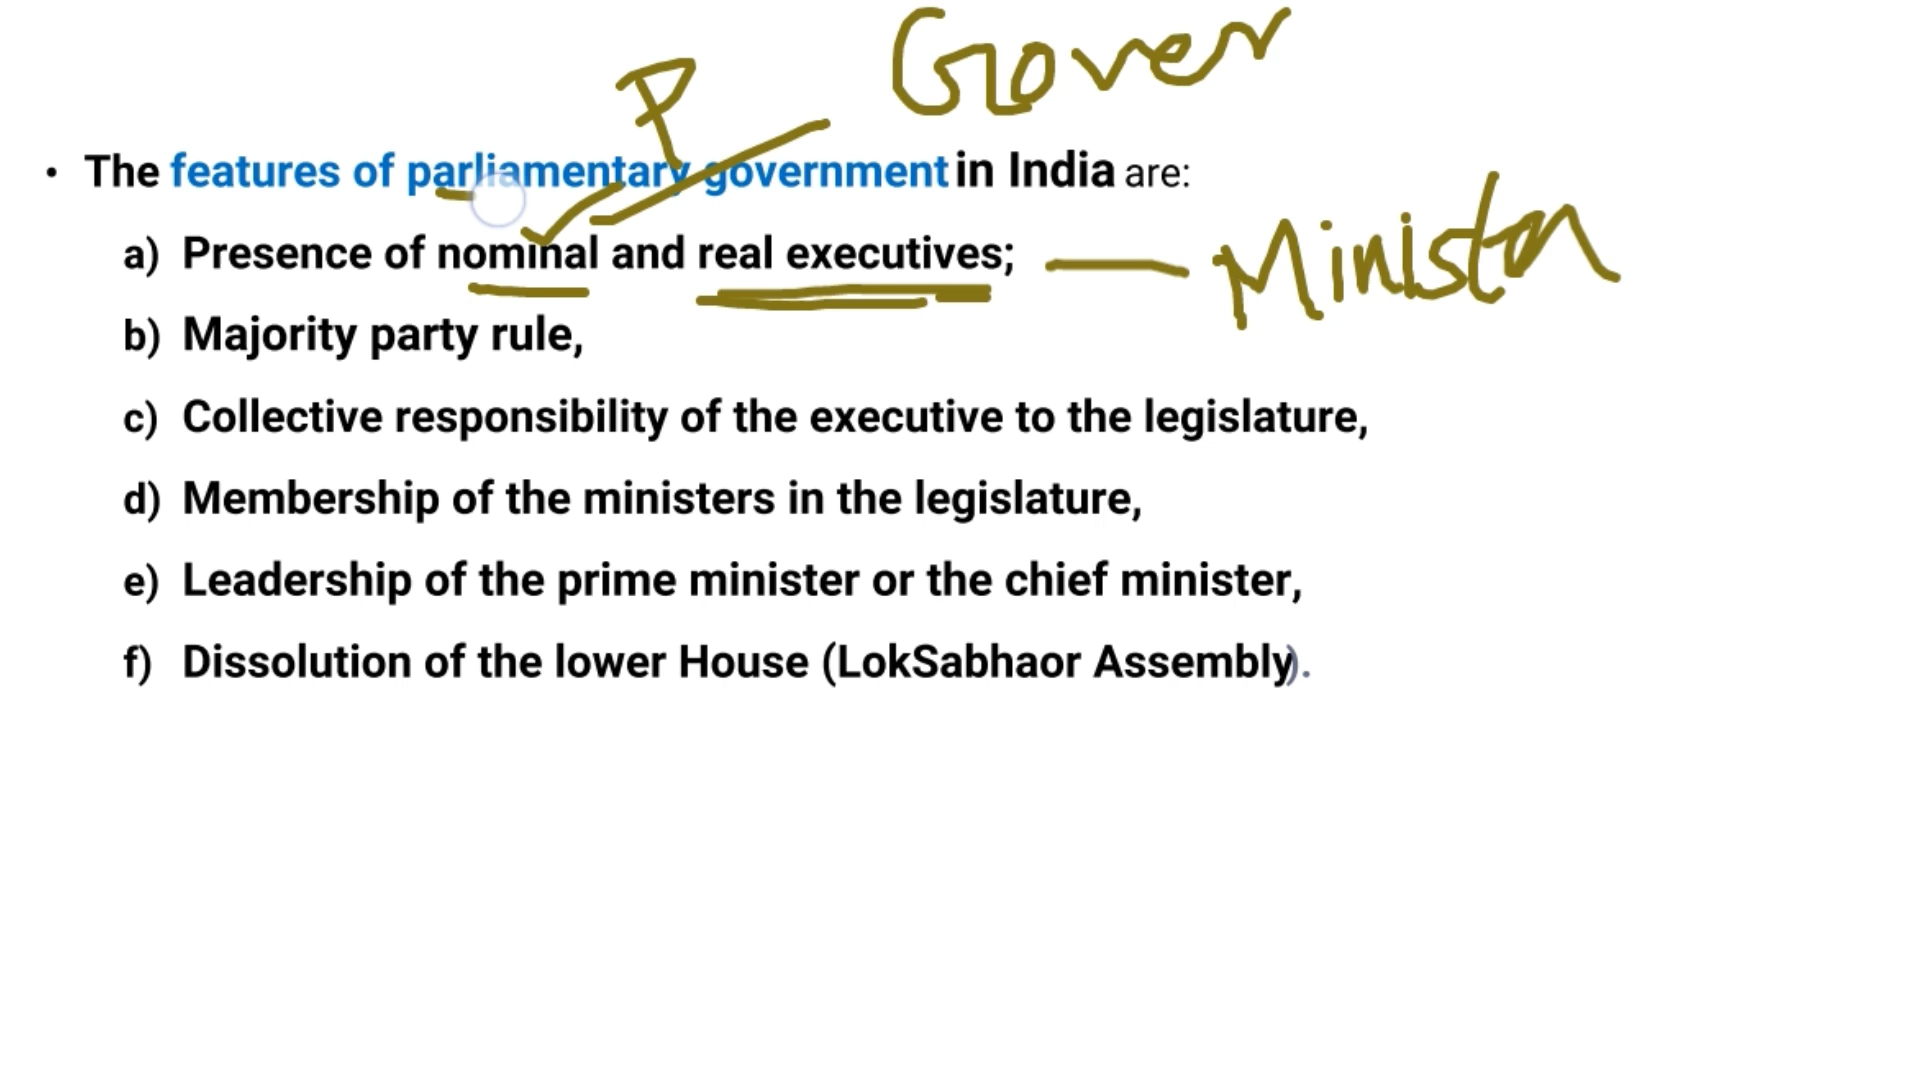 Gover
P
• The features of parliamentary government in India are:
a) Presence of nominal and real executives; — Minister
b) Majority party rule,
c) Collective responsibility of the executive to the legislature,
d) Membership of the ministers in the legislature,
e) Leadership of the prime minister or the chief minister,
f) Dissolution of the lower House (LokSabhaor Assembly).